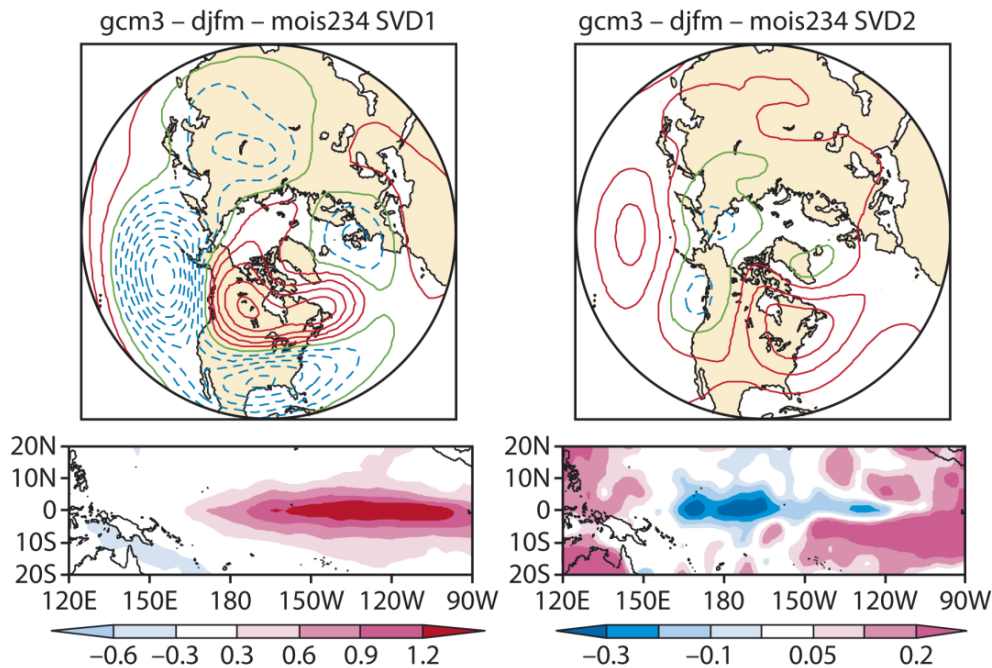 gcm3 – djfm – mois234 SVD1
gcm3 – djfm – mois234 SVD2
20N
10N
0
10S
20S
120E 150E 180 150W 120W 90W
−0.6 −0.3 0.3 0.6 0.9 1.2
20N
10N
0
10S
20S
120E 150E 180 150W 120W 90W
−0.3 −0.1 0.05 0.2